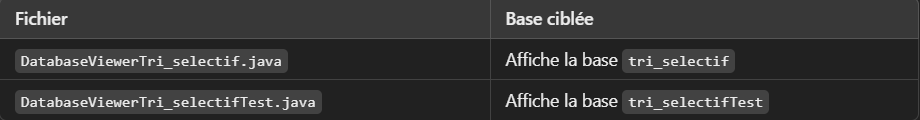 Fichier Base ciblée
DatabaseViewerTri_selectif.java Affiche la base tri_selectif
DatabaseViewerTri_selectifTest.java Affiche la base tri_selectifTest